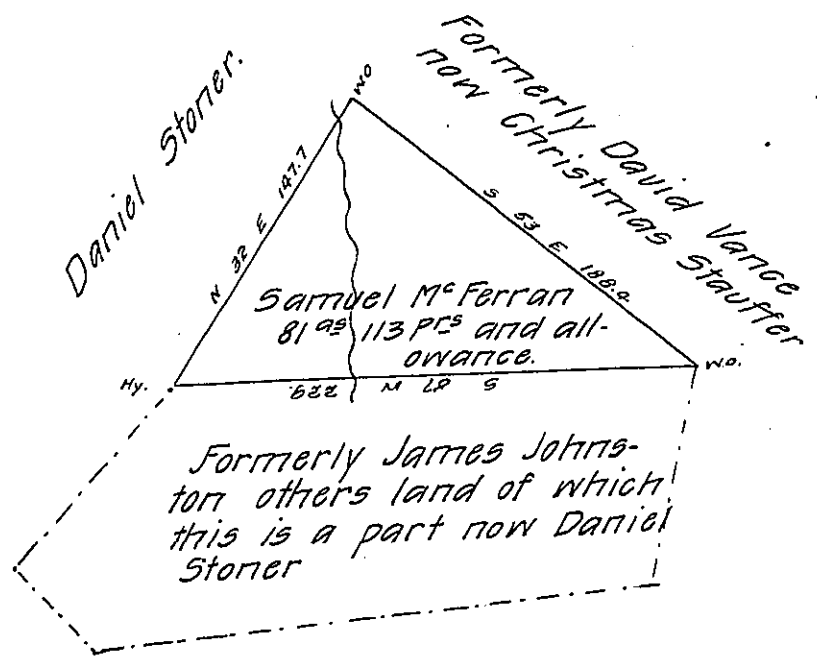 Daniel Stoner.
W.O
Formerly David Vance
now Christmas Stauffer
N 32 E 147.7
S 53 E 188.4
Samuel McFerran
81 as 113 prs and all-
owance.
Hy.
S 87 W 229.
W.O.
Formerly James Johns-
ton others land of which
this is a part now Daniel
Stoner